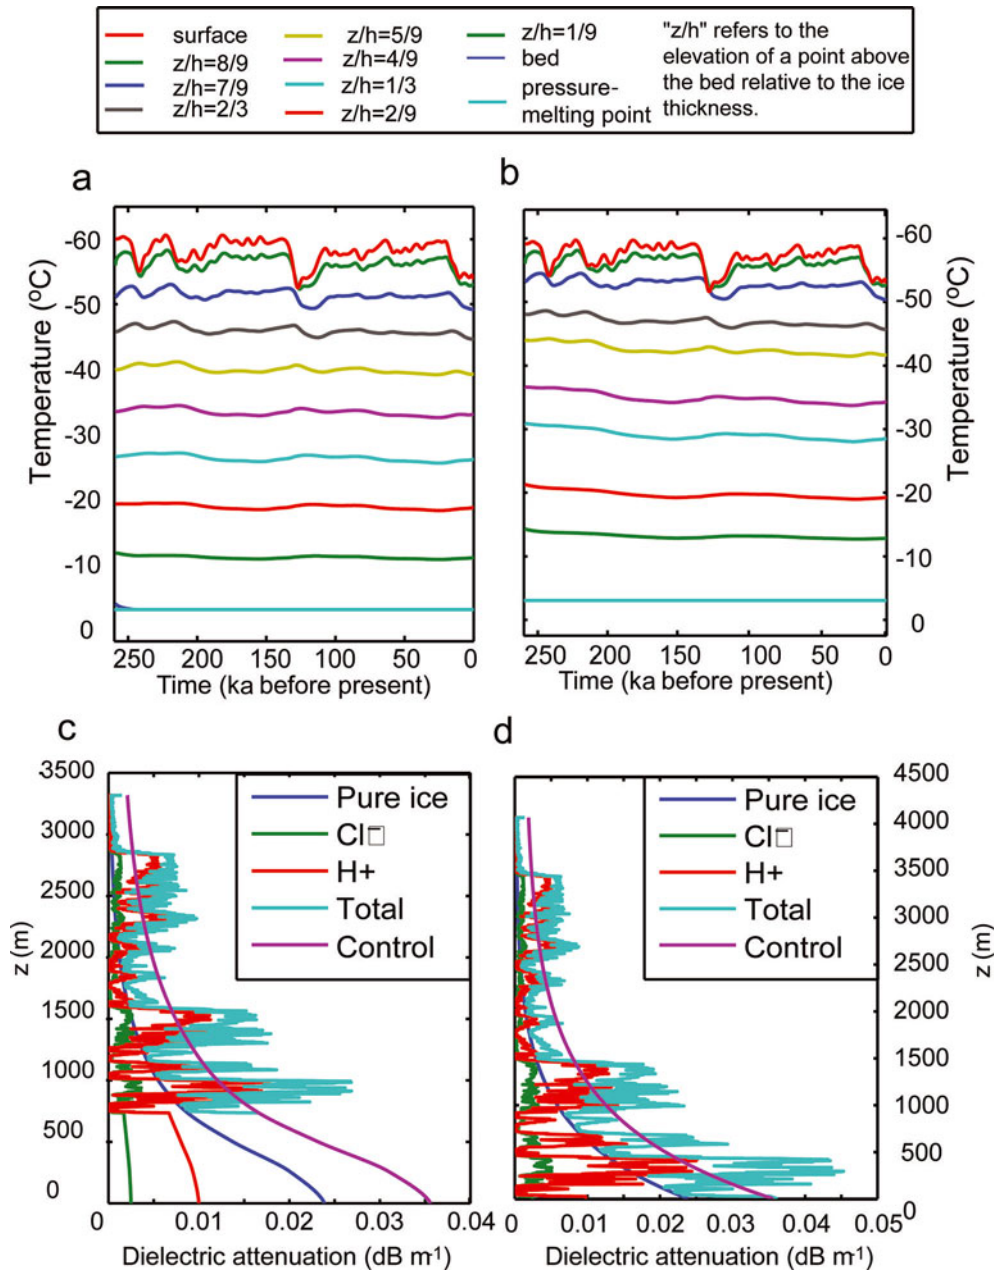 surface
z/h=8/9
z/h=7/9
z/h=2/3
z/h=5/9
z/h=4/9
z/h=1/3
z/h=2/9
z/h=1/9
bed
pressure-
melting point
"z/h" refers to the
elevation of a point above
the bed relative to the ice
thickness.
a
Temperature (ºC)
-60
-50
-40
-30
-20
-10
0
250 200 150 100 50 0
Time (ka before present)
b
-60
-50
-40
-30
-20
-10
0
Temperature (ºC)
250 200 150 100 50 0
Time (ka before present)
c
z (m)
3500
3000
2500
2000
1500
1000
500
0
Pure ice
Cl⁻□
H+
Total
Control
0 0.01 0.02 0.03 0.04
Dielectric attenuation (dB m-1)
d
Pure ice
Cl⁻□
H+
Total
Control
4500
4000
3500
3000
2500
2000
1500
1000
500
0
z (m)
0 0.01 0.02 0.03 0.04 0.05
Dielectric attenuation (dB m-1)